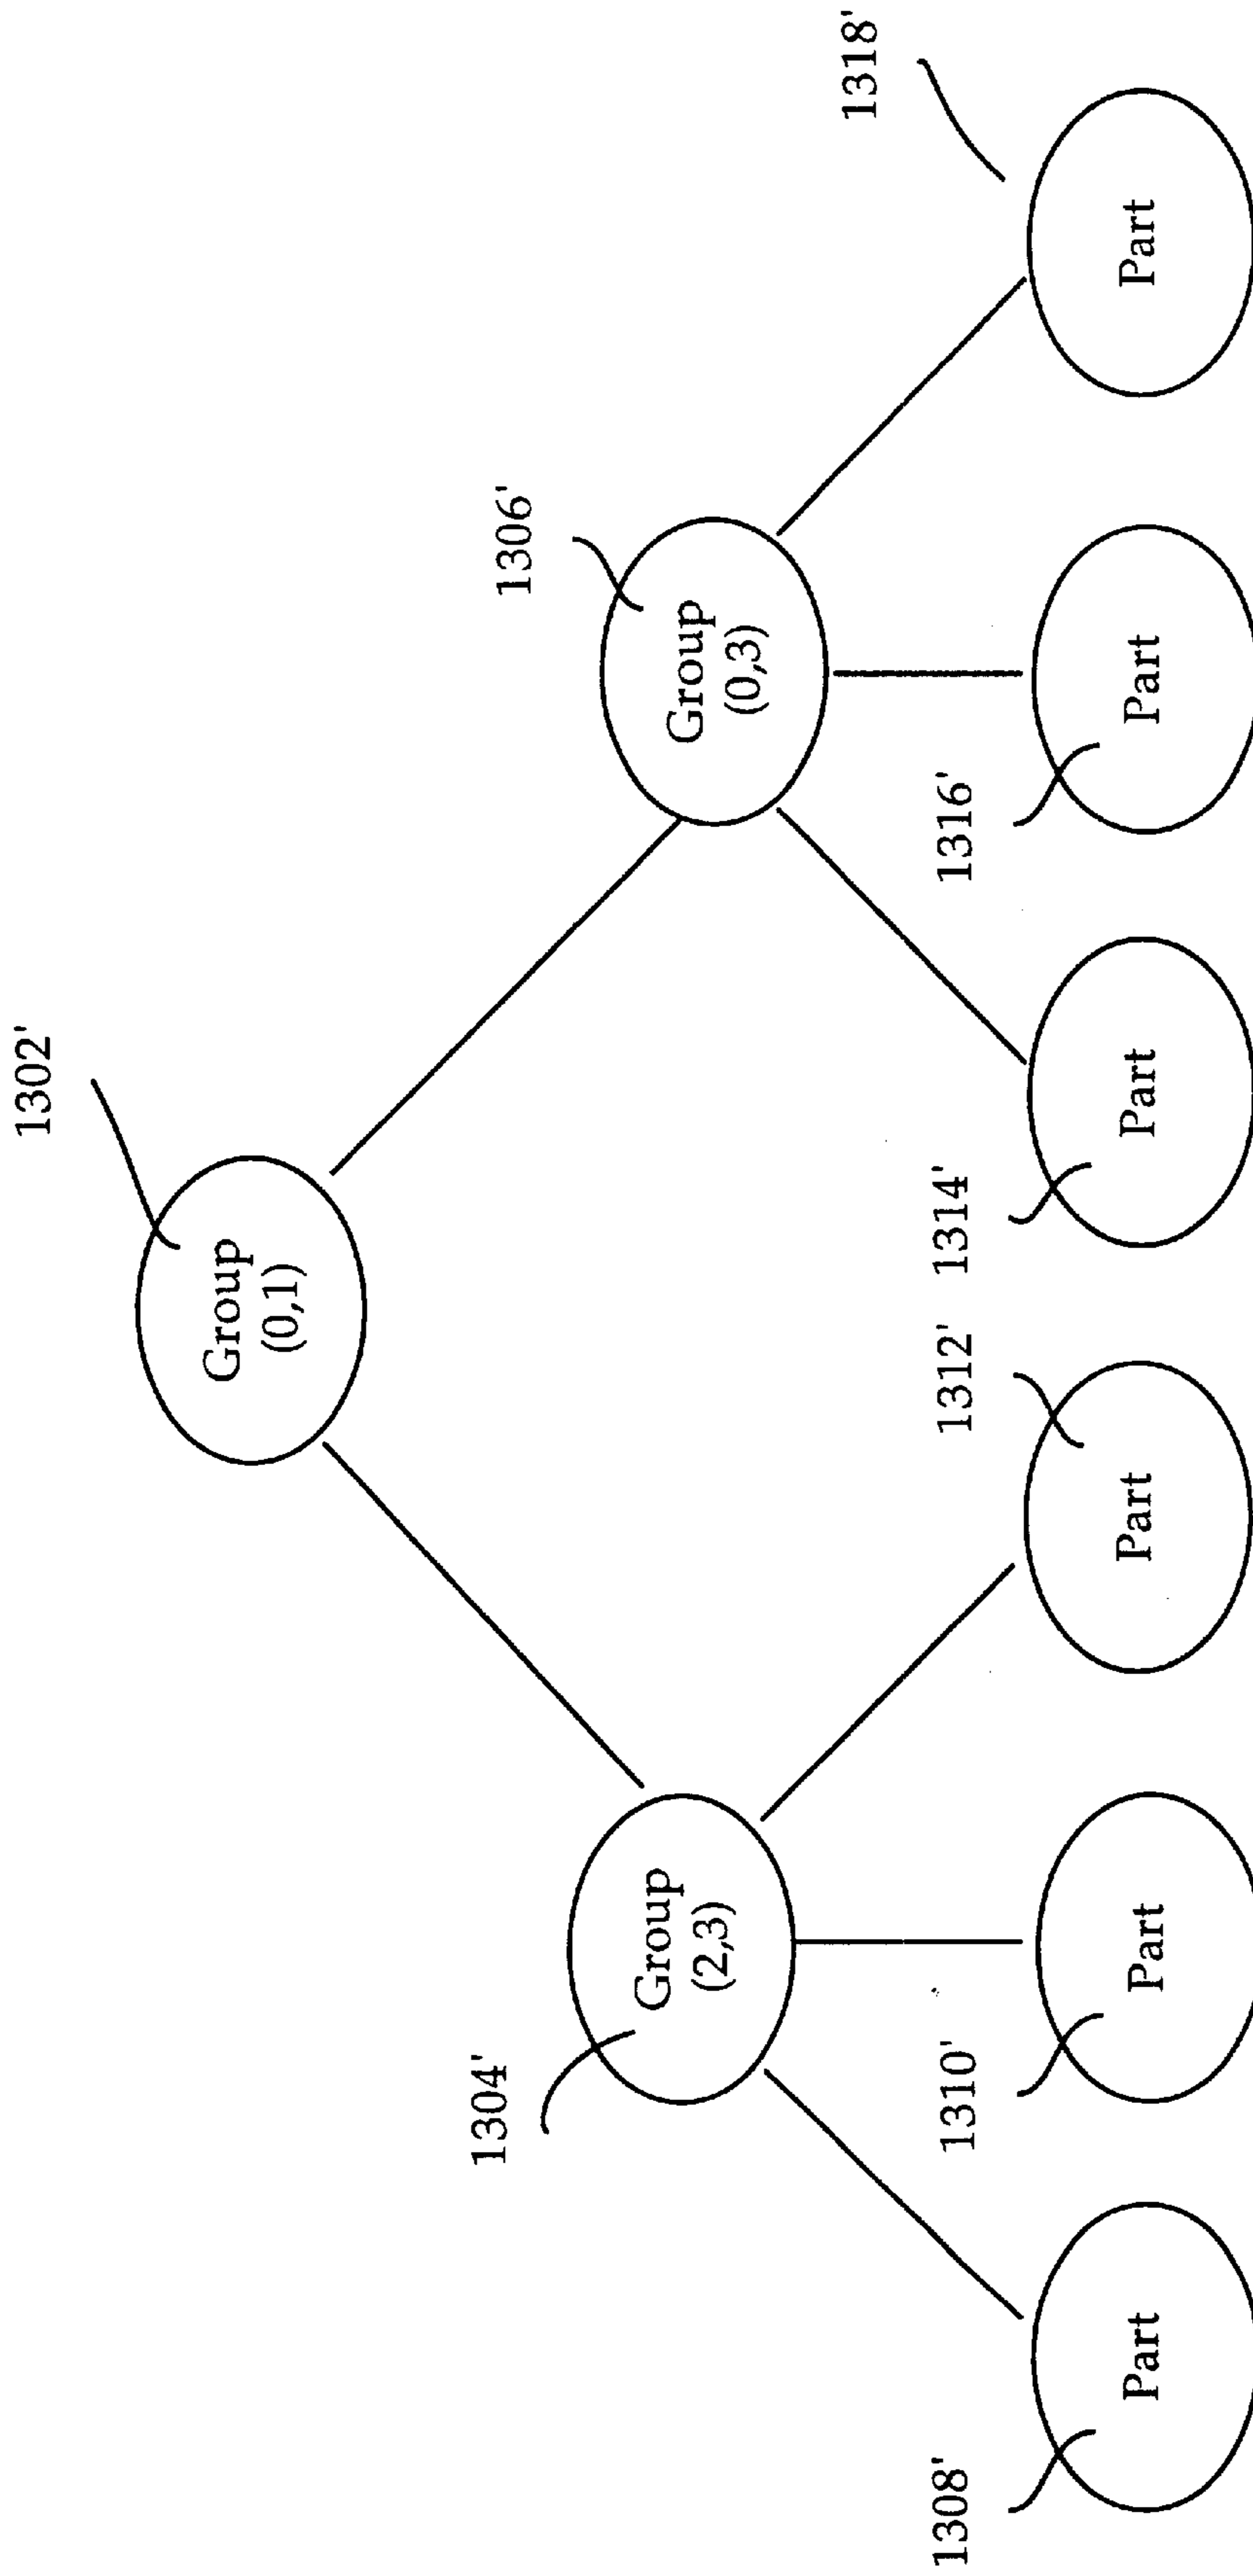 1302'
Group
(0,1)
1304'
Group
(2,3)
1306'
Group
(0,3)
1308'
Part
1310'
Part
1312'
Part
1314'
Part
1316'
Part
1318'
Part